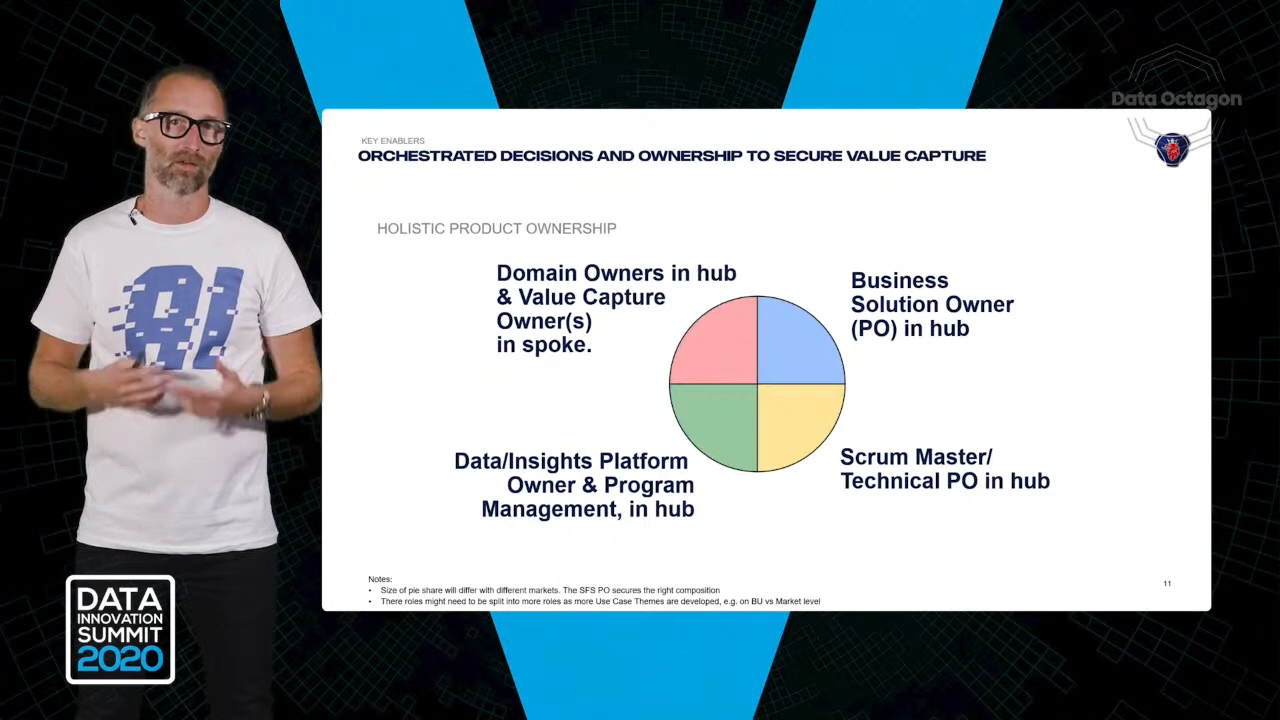 Data Octagon
KEY ENABLERS
ORCHESTRATED DECISIONS AND OWNERSHIP TO SECURE VALUE CAPTURE
HOLISTIC PRODUCT OWNERSHIP
Domain Owners in hub
& Value Capture
Owner(s)
in spoke.
Business
Solution Owner
(PO) in hub
Data/Insights Platform
Owner & Program
Management, in hub
Scrum Master/
Technical PO in hub
Notes:
• Size of pie share will differ with different markets. The SFS PO secures the right composition
• There roles might need to be split into more roles as more Use Case Themes are developed, e.g. on BU vs Market level
11
AI
DATA
INNOVATION
SUMMIT
2020